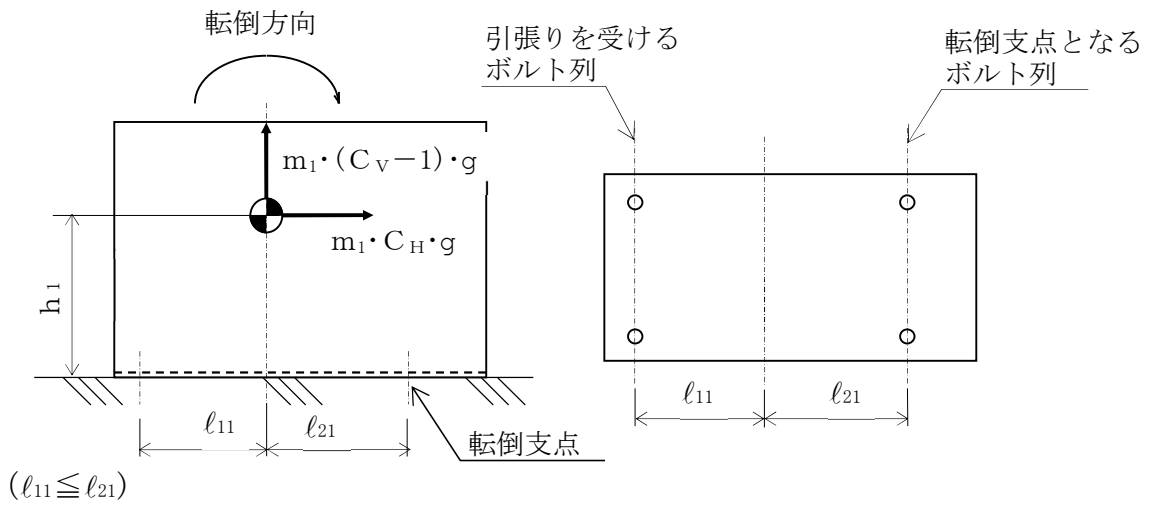 転倒方向
引張りを受ける
ボルト列
転倒支点となる
ボルト列
m₁・(C_V－1)・g
m₁・C_H・g
h₁
ℓ₁₁
ℓ₂₁
ℓ₁₁
ℓ₂₁
転倒支点
(ℓ₁₁≦ℓ₂₁)